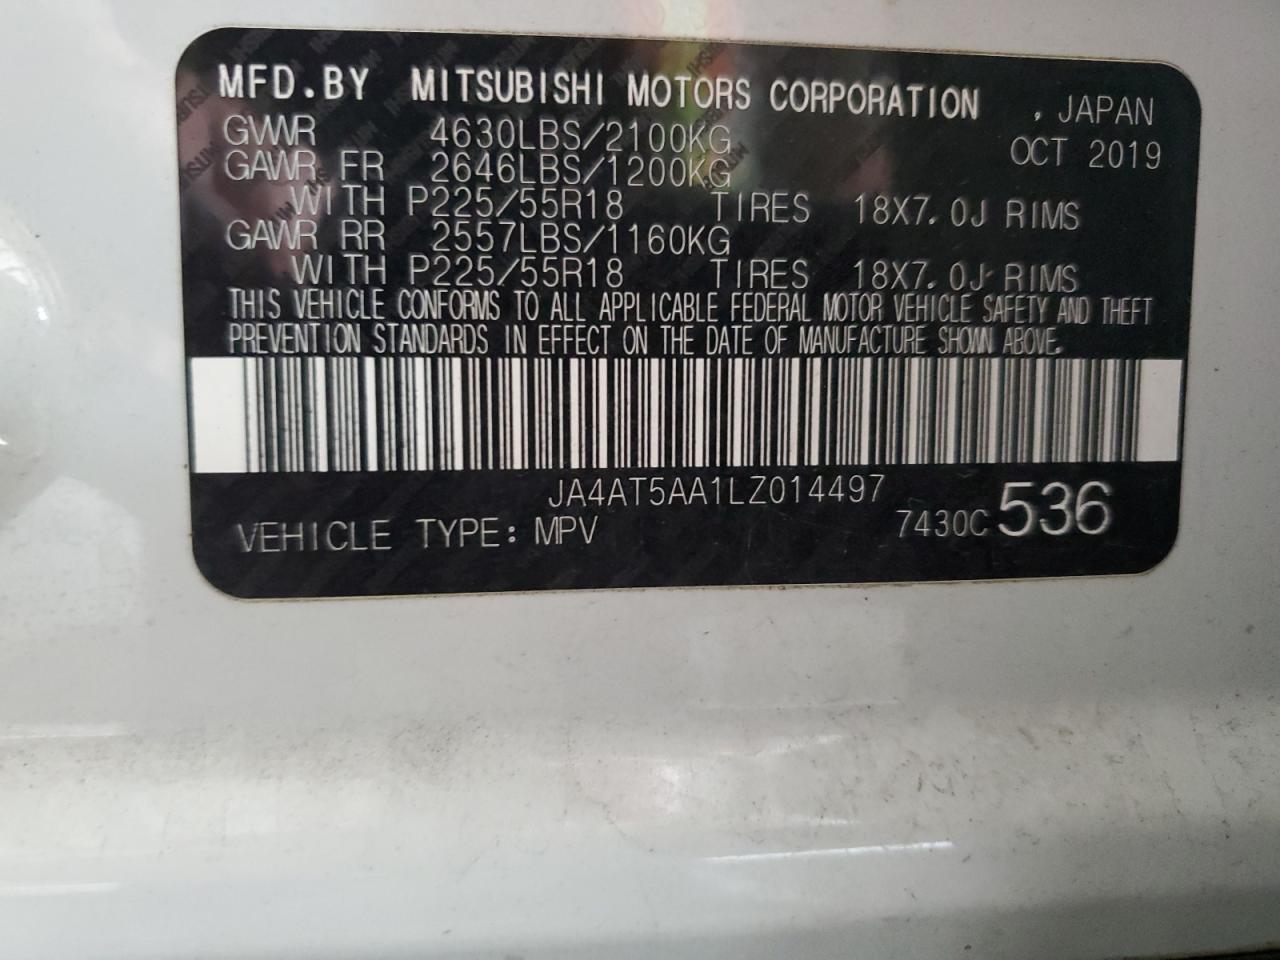 MFD.BY MITSUBISHI MOTORS CORPORATION , JAPAN
GVWR 4630LBS/2100KG OCT 2019
GAWR FR 2646LBS/1200KG
WITH P225/55R18 TIRES 18X7.0J RIMS
GAWR RR 2557LBS/1160KG
WITH P225/55R18 TIRES 18X7.0J RIMS
THIS VEHICLE CONFORMS TO ALL APPLICABLE FEDERAL MOTOR VEHICLE SAFETY AND THEFT
PREVENTION STANDARDS IN EFFECT ON THE DATE OF MANUFACTURE SHOWN ABOVE.
JA4AT5AA1LZ014497
VEHICLE TYPE: MPV 7430C 536